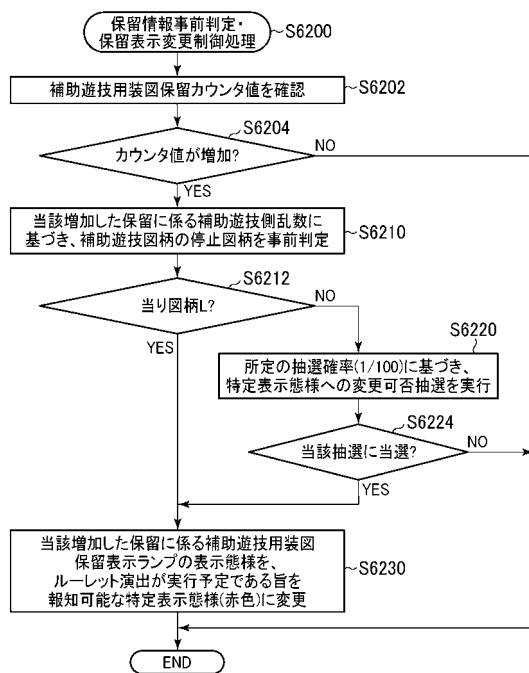 保留情報事前判定・
保留表示変更制御処理
S6200
補助遊技用装図保留カウンタ値を確認
S6202
S6204
カウンタ値が増加?
NO
YES
当該増加した保留に係る補助遊技側乱数に
基づき、補助遊技図柄の停止図柄を事前判定
S6210
S6212
当り図柄L?
NO
YES
S6220
所定の抽選確率(1/100)に基づき、
特定表示態様への変更可否抽選を実行
S6224
当該抽選に当選?
NO
YES
当該増加した保留に係る補助遊技用装図
保留表示ランプの表示態様を、
ルーレット演出が実行予定である旨を
報知可能な特定表示態様(赤色)に変更
S6230
END